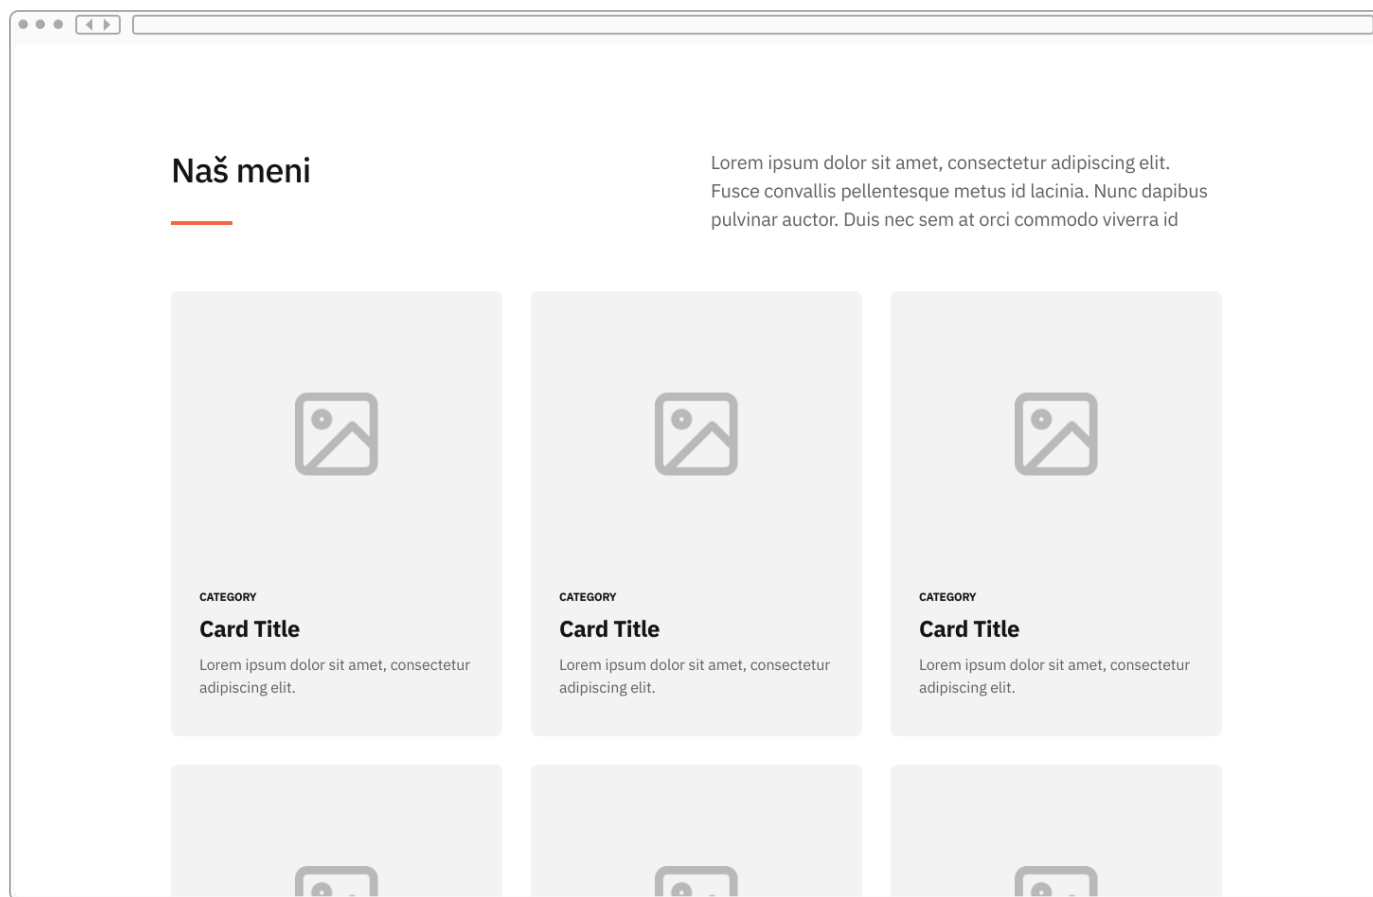 Naš meni
Lorem ipsum dolor sit amet, consectetur adipiscing elit.
Fusce convallis pellentesque metus id lacinia. Nunc dapibus
pulvinar auctor. Duis nec sem at orci commodo viverra id
CATEGORY
Card Title
Lorem ipsum dolor sit amet, consectetur
adipiscing elit.
CATEGORY
Card Title
Lorem ipsum dolor sit amet, consectetur
adipiscing elit.
CATEGORY
Card Title
Lorem ipsum dolor sit amet, consectetur
adipiscing elit.